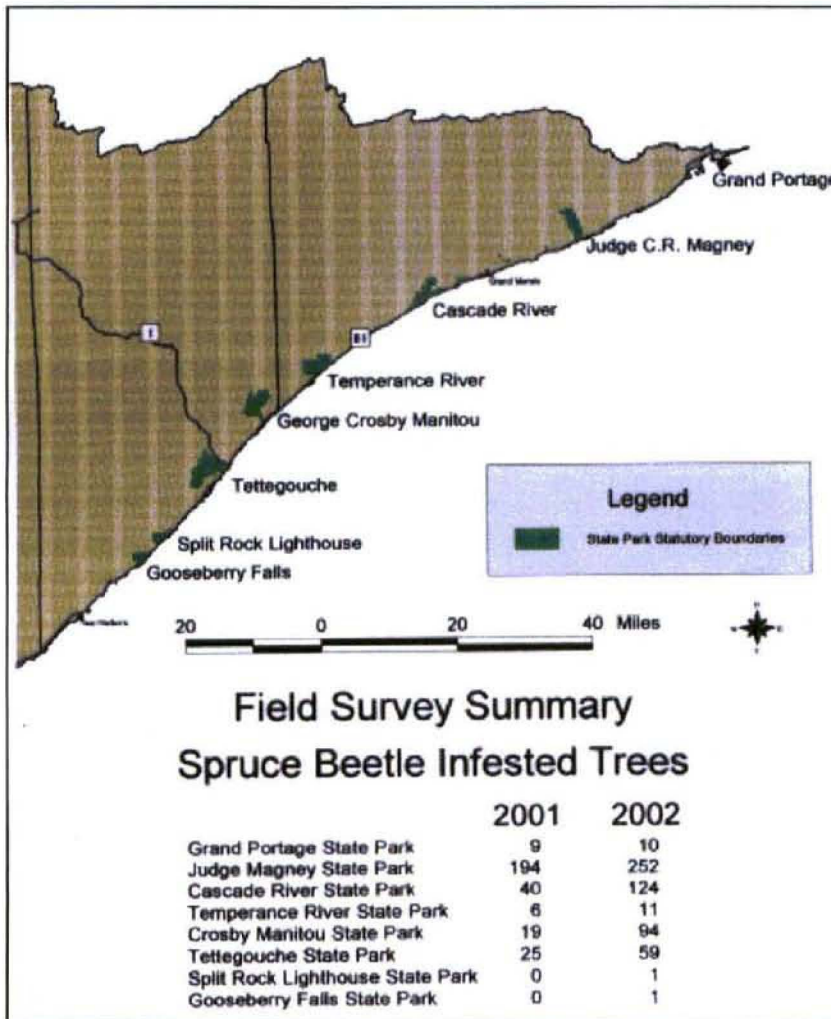 Grand Portage
Judge C.R. Magney
Grand Marais
Cascade River
61
1
Temperance River
George Crosby Manitou
Tettegouche
Legend
State Park Statutory Boundaries
Split Rock Lighthouse
Gooseberry Falls
20 0 20 40 Miles
Field Survey Summary
Spruce Beetle Infested Trees
2001 2002
Grand Portage State Park 9 10
Judge Magney State Park 194 252
Cascade River State Park 40 124
Temperance River State Park 6 11
Crosby Manitou State Park 19 94
Tettegouche State Park 25 59
Split Rock Lighthouse State Park 0 1
Gooseberry Falls State Park 0 1